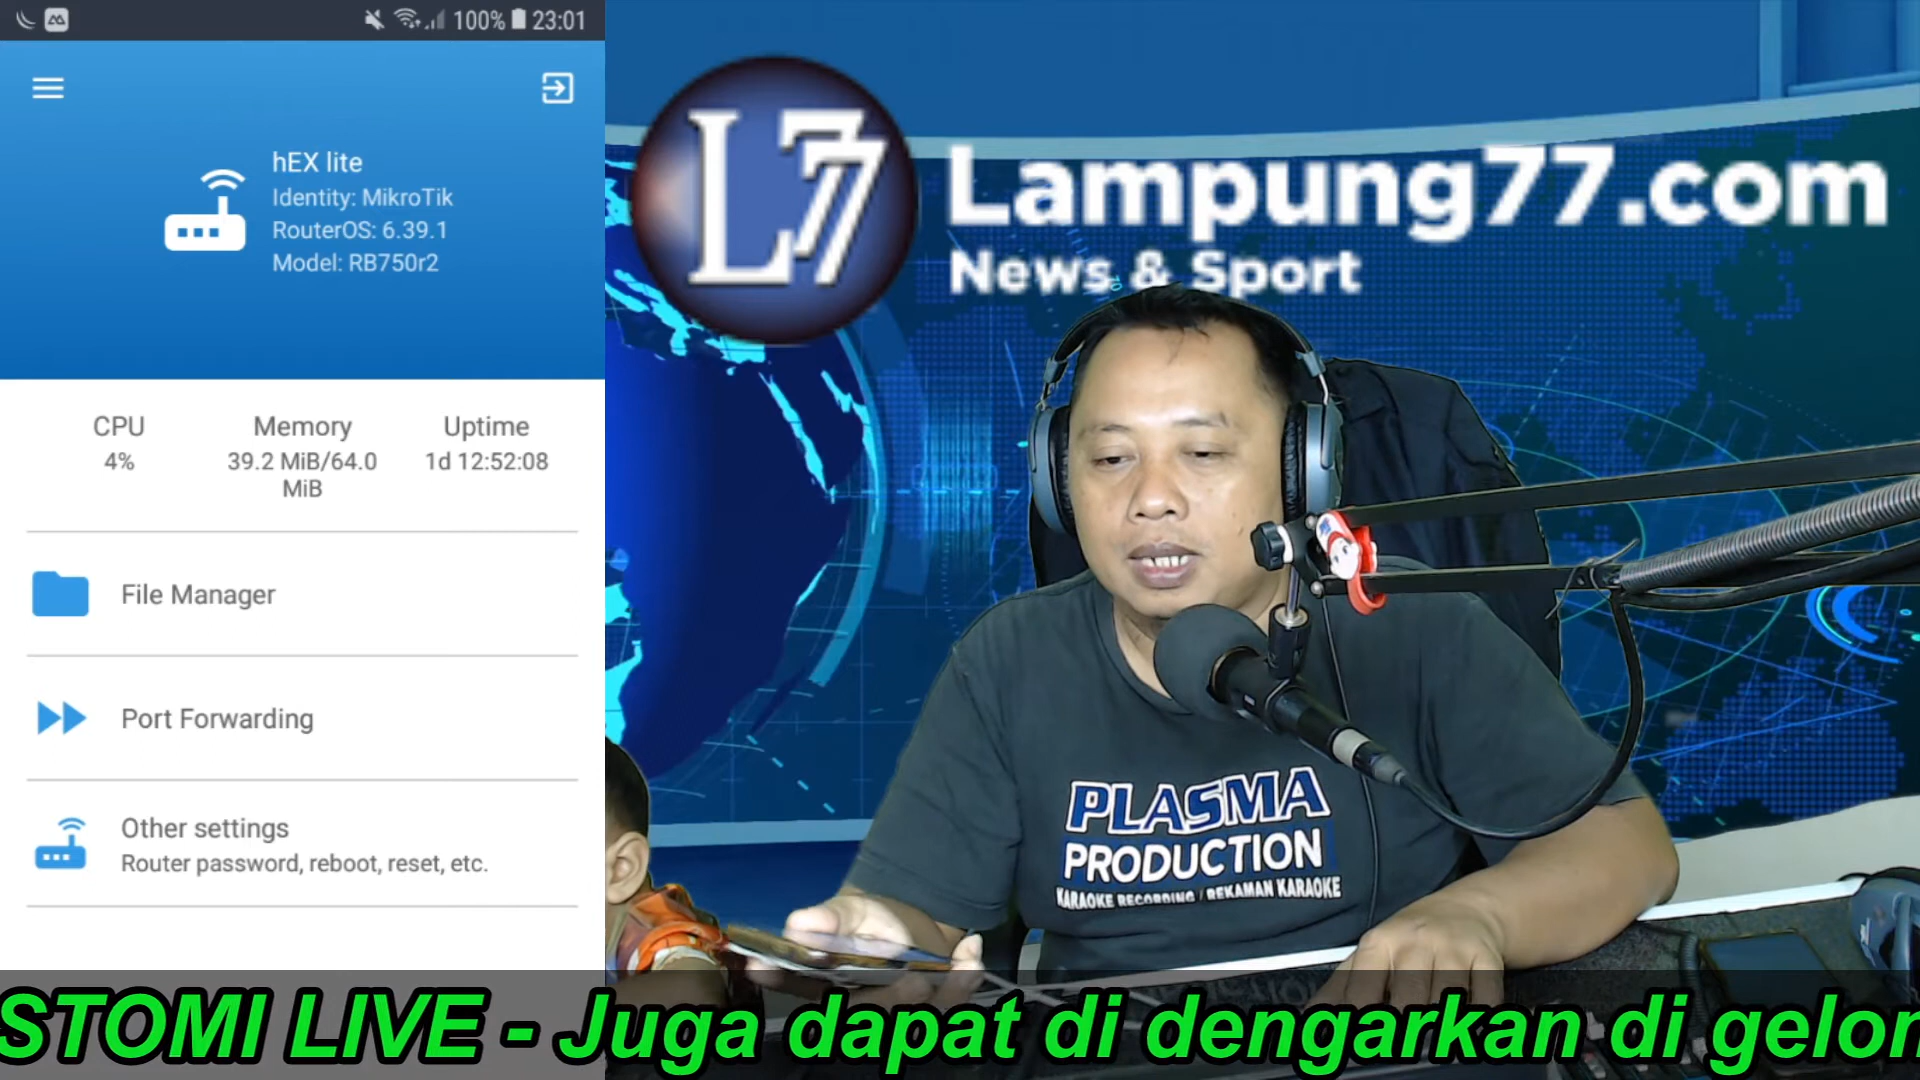 100% 23:01
hEX lite
Identity: MikroTik
RouterOS: 6.39.1
Model: RB750r2
CPU
4%
Memory
39.2 MiB/64.0
MiB
Uptime
1d 12:52:08
File Manager
Port Forwarding
Other settings
Router password, reboot, reset, etc.
L77
Lampung77.com
News & Sport
PLASMA
PRODUCTION
KARAOKE RECORDING / REKAMAN KARAOKE
STOMI LIVE - Juga dapat di dengarkan di gelon